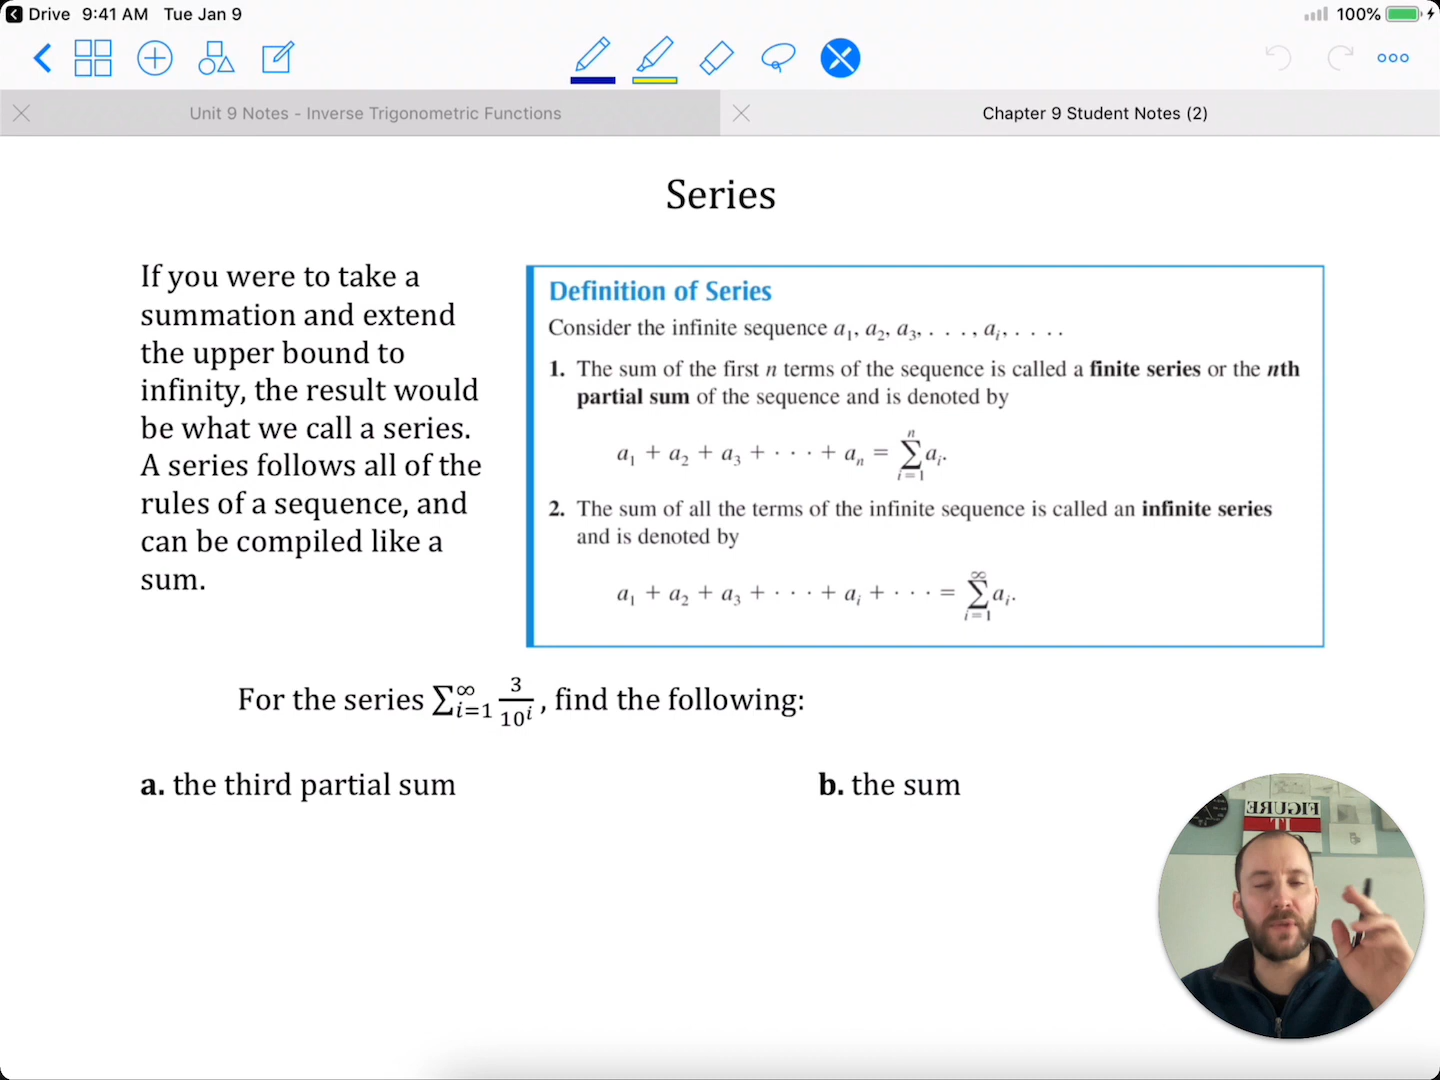 Drive 9:41 AM Tue Jan 9 100%
Unit 9 Notes - Inverse Trigonometric Functions
Chapter 9 Student Notes (2)
Series
If you were to take a
summation and extend
the upper bound to
infinity, the result would
be what we call a series.
A series follows all of the
rules of a sequence, and
can be compiled like a
sum.
Definition of Series
Consider the infinite sequence a₁, a₂, a₃, . . . , aᵢ, . . . .
1. The sum of the first n terms of the sequence is called a finite series or the nth
partial sum of the sequence and is denoted by
a₁ + a₂ + a₃ + · · · + aₙ = ∑ⁿᵢ₌₁ aᵢ.
2. The sum of all the terms of the infinite sequence is called an infinite series
and is denoted by
a₁ + a₂ + a₃ + · · · + aᵢ + · · · = ∑^∞ᵢ₌₁ aᵢ.
For the series ∑^∞ᵢ₌₁ 3/10ⁱ, find the following:
a. the third partial sum
b. the sum
FIGURE
IT